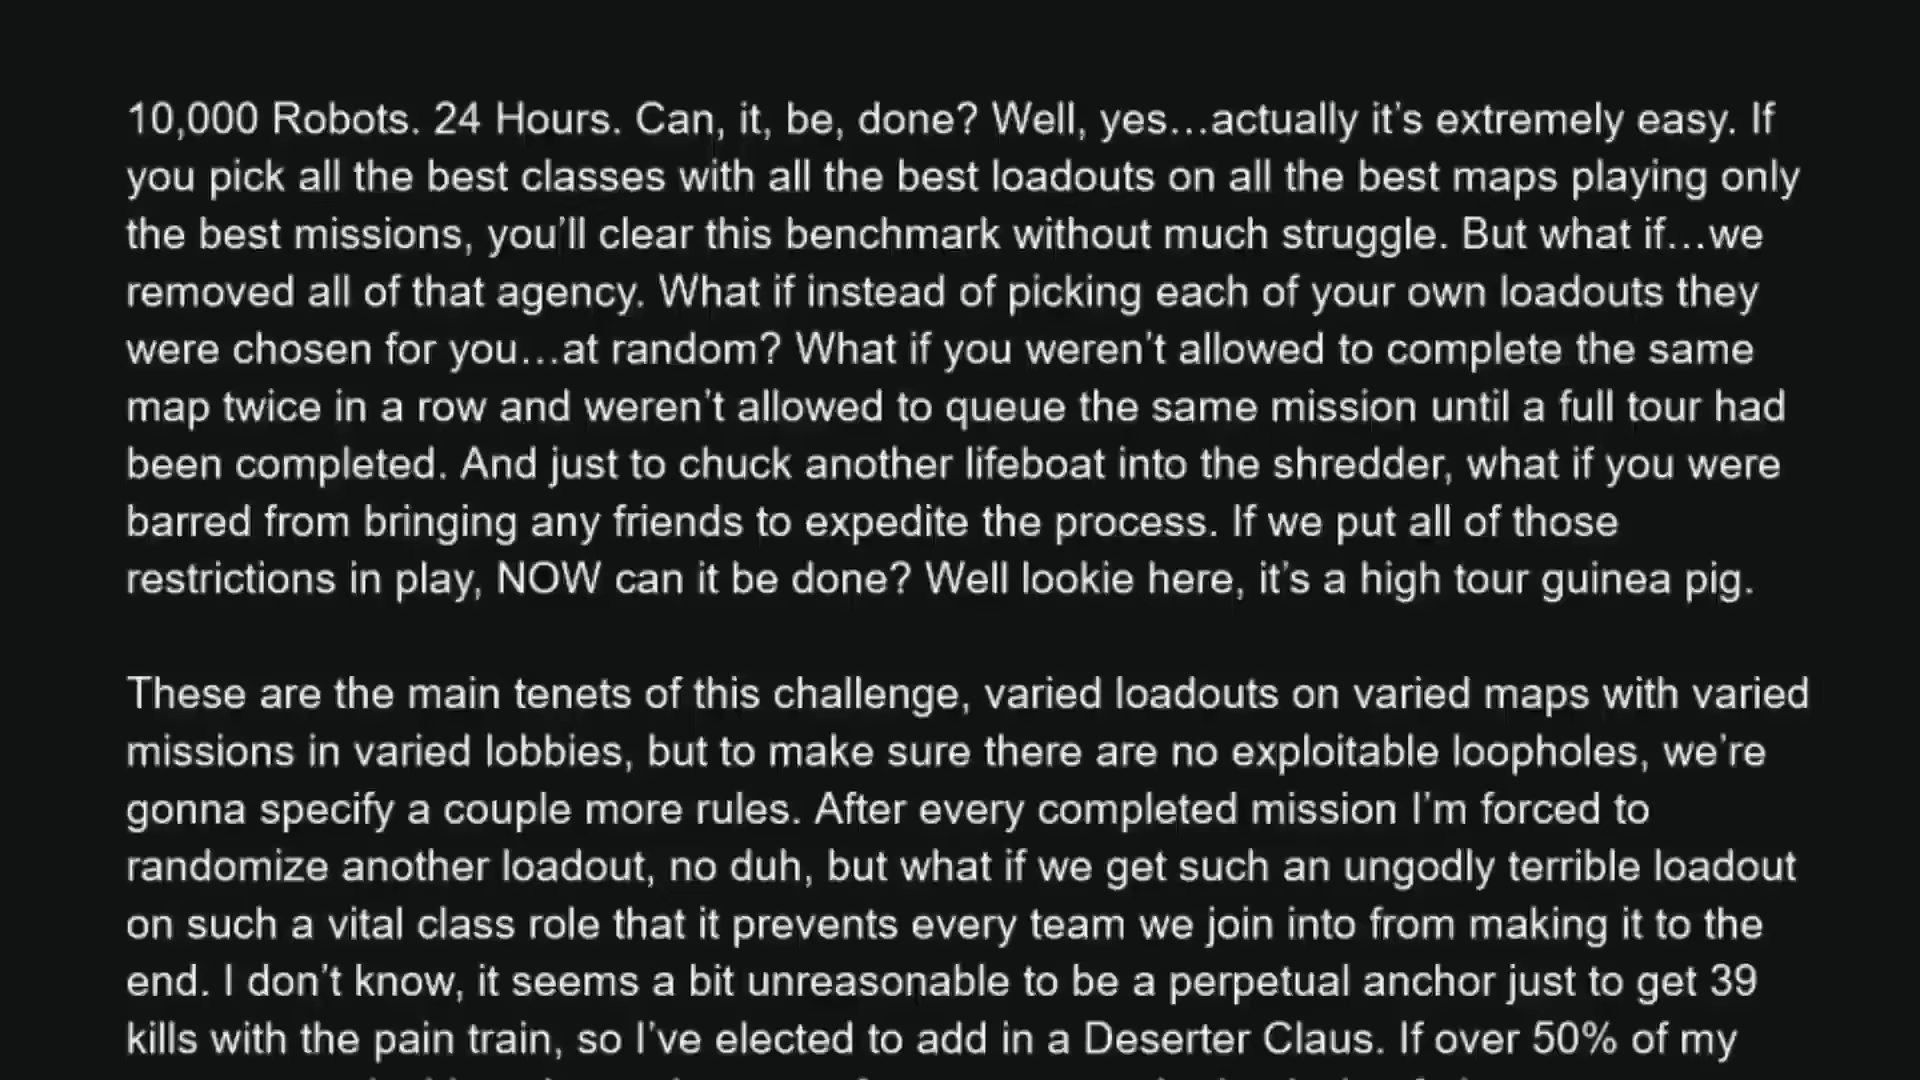 10,000 Robots. 24 Hours. Can, it, be, done? Well, yes…actually it’s extremely easy. If
you pick all the best classes with all the best loadouts on all the best maps playing only
the best missions, you’ll clear this benchmark without much struggle. But what if…we
removed all of that agency. What if instead of picking each of your own loadouts they
were chosen for you…at random? What if you weren’t allowed to complete the same
map twice in a row and weren’t allowed to queue the same mission until a full tour had
been completed. And just to chuck another lifeboat into the shredder, what if you were
barred from bringing any friends to expedite the process. If we put all of those
restrictions in play, NOW can it be done? Well lookie here, it’s a high tour guinea pig.
These are the main tenets of this challenge, varied loadouts on varied maps with varied
missions in varied lobbies, but to make sure there are no exploitable loopholes, we’re
gonna specify a couple more rules. After every completed mission I’m forced to
randomize another loadout, no duh, but what if we get such an ungodly terrible loadout
on such a vital class role that it prevents every team we join into from making it to the
end. I don’t know, it seems a bit unreasonable to be a perpetual anchor just to get 39
kills with the pain train, so I’ve elected to add in a Deserter Claus. If over 50% of my